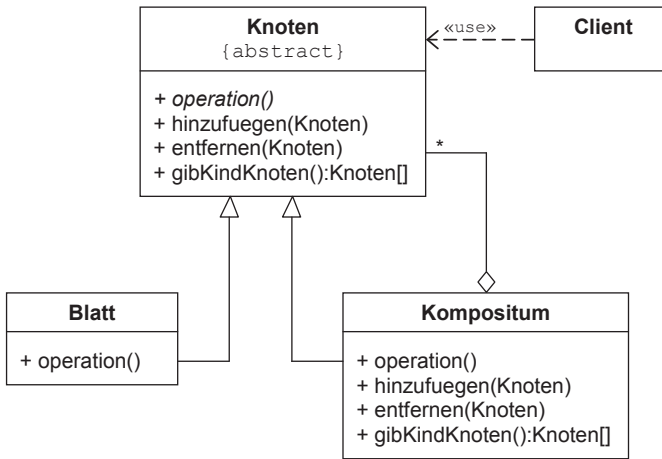 Knoten
{abstract}
+ operation()
+ hinzufuegen(Knoten)
+ entfernen(Knoten)
+ gibKindKnoten():Knoten[]
«use»
Client
*
Blatt
+ operation()
Kompositum
+ operation()
+ hinzufuegen(Knoten)
+ entfernen(Knoten)
+ gibKindKnoten():Knoten[]